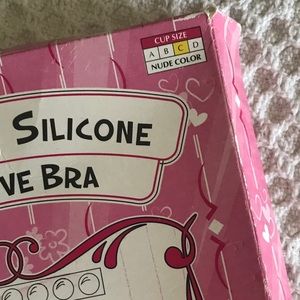 CUP SIZE
A B C D
NUDE COLOR
SILICONE
VE BRA